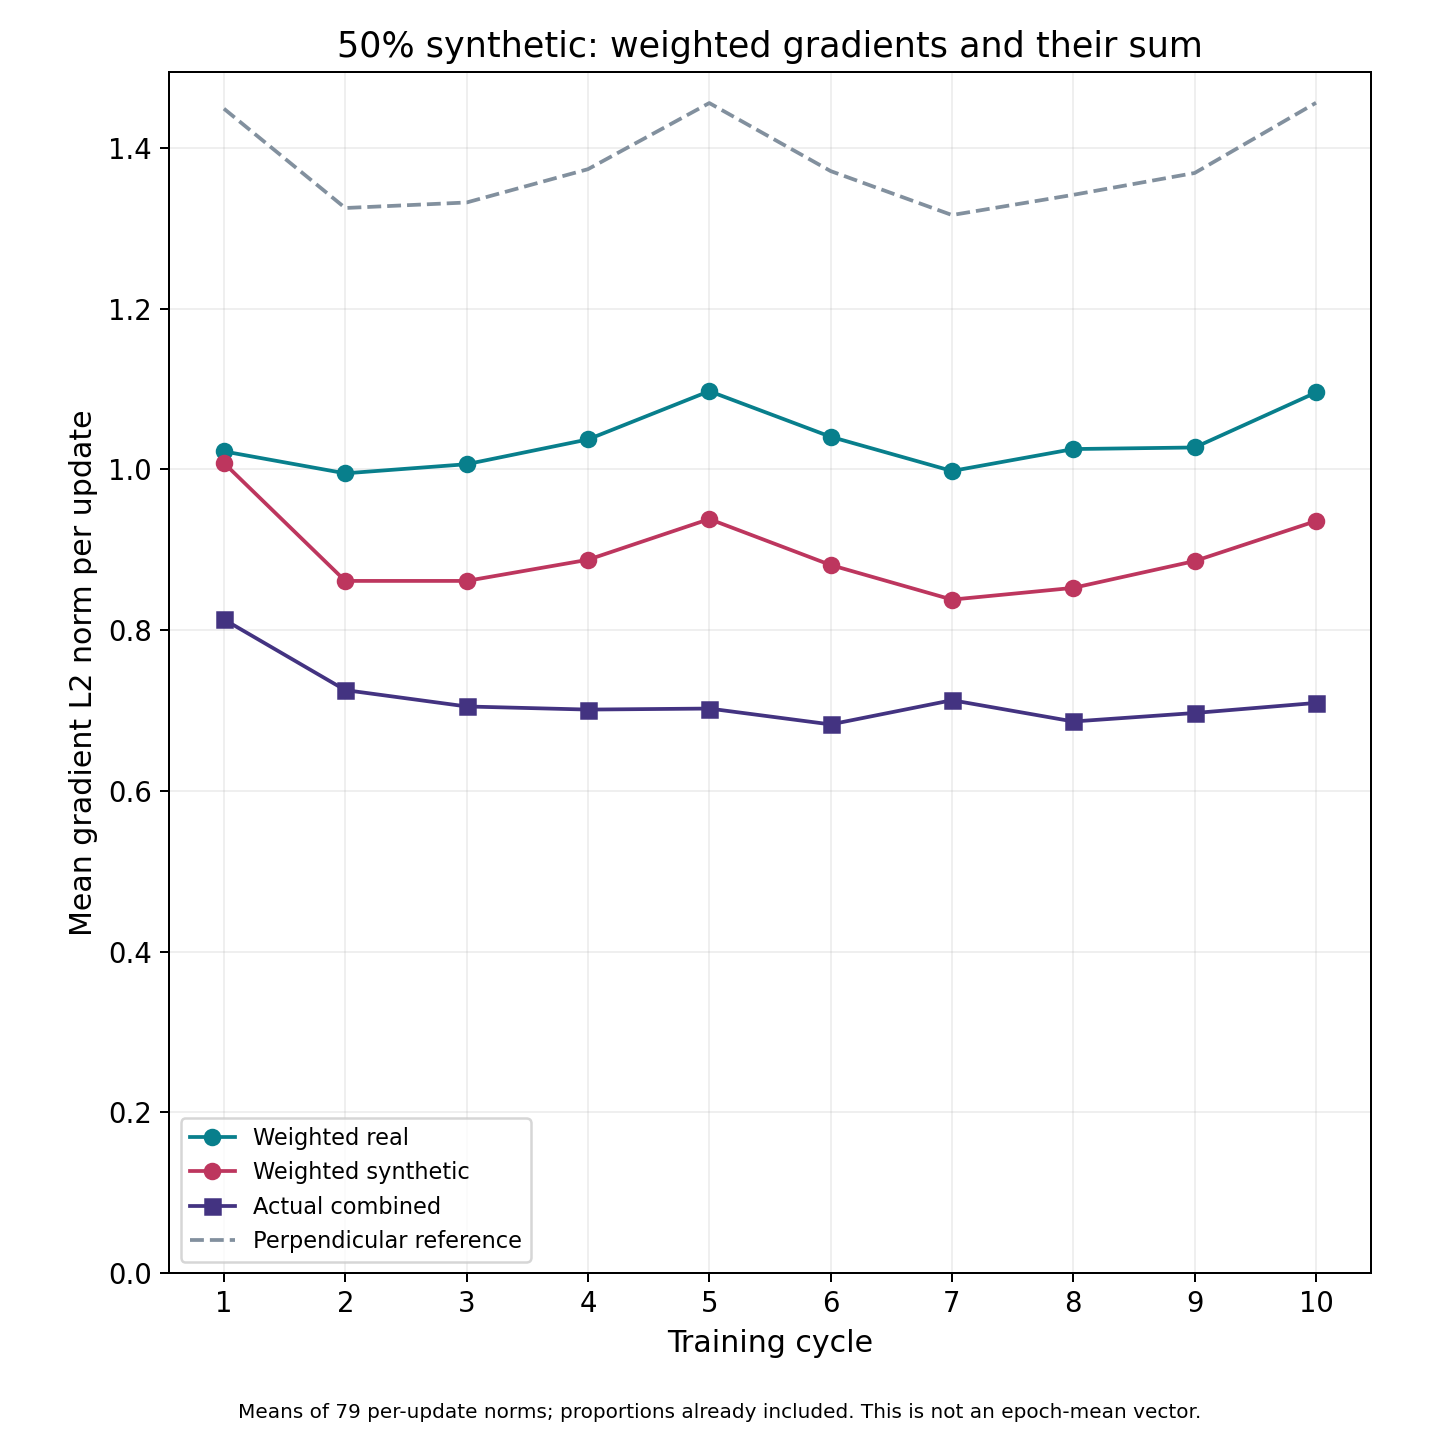 50% synthetic: weighted gradients and their sum
Mean gradient L2 norm per update
1.4
1.2
1.0
0.8
0.6
0.4
0.2
0.0
Weighted real
Weighted synthetic
Actual combined
Perpendicular reference
1 2 3 4 5 6 7 8 9 10
Training cycle
Means of 79 per-update norms; proportions already included. This is not an epoch-mean vector.